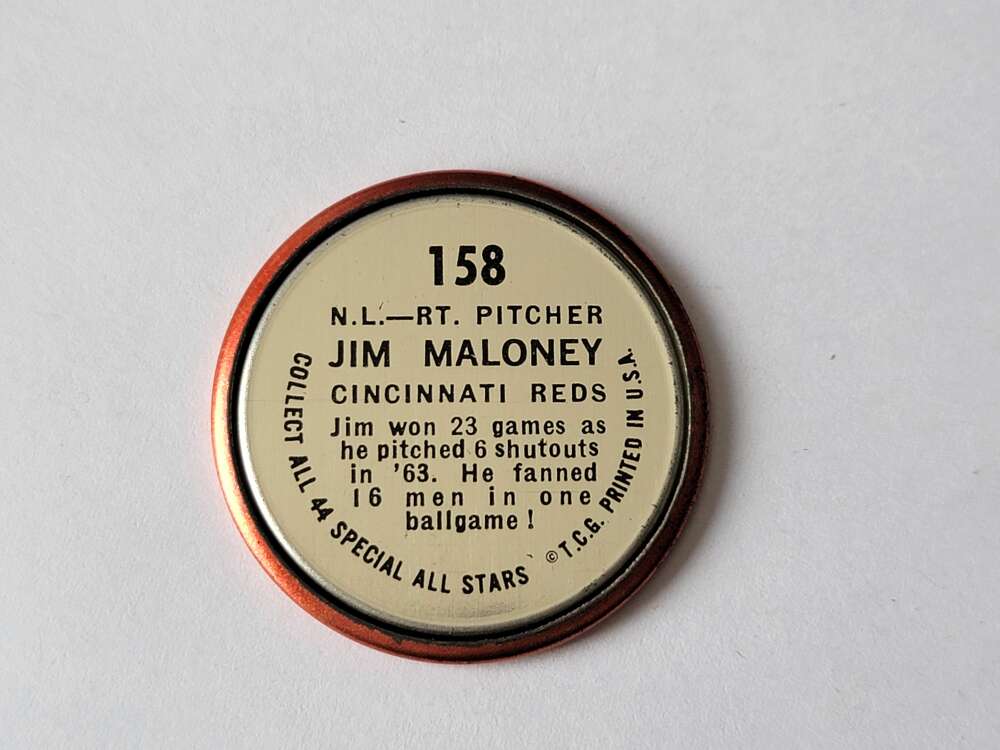 158
N.L.—RT. PITCHER
JIM MALONEY
CINCINNATI REDS
Jim won 23 games as
he pitched 6 shutouts
in '63. He fanned
16 men in one
ballgame!
COLLECT ALL 44 SPECIAL ALL STARS
© T.C.G. PRINTED IN U.S.A.